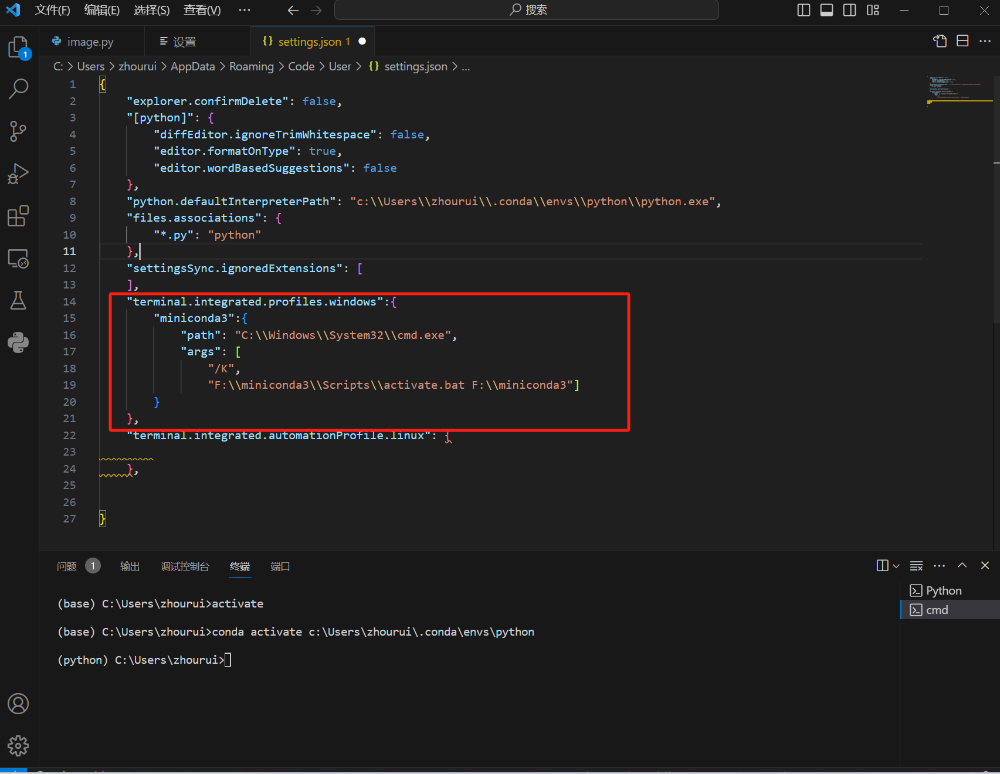 文件(F) 编辑(E) 选择(S) 查看(V) ··· 搜索
1
image.py 设置 {} settings.json 1
C: > Users > zhourui > AppData > Roaming > Code > User > {} settings.json > ...
1 {
2 "explorer.confirmDelete": false,
3 "[python]": {
4 "diffEditor.ignoreTrimWhitespace": false,
5 "editor.formatOnType": true,
6 "editor.wordBasedSuggestions": false
7 },
8 "python.defaultInterpreterPath": "c:\\Users\\zhourui\\.conda\\envs\\python\\python.exe",
9 "files.associations": {
10 "*.py": "python"
11 },
12 "settingsSync.ignoredExtensions": [
13 ],
14 "terminal.integrated.profiles.windows":{
15 "miniconda3":{
16 "path": "C:\\Windows\\System32\\cmd.exe",
17 "args": [
18 "/K",
19 "F:\\miniconda3\\Scripts\\activate.bat F:\\miniconda3"]
20 }
21 },
22 "terminal.integrated.automationProfile.linux": {
23
24 },
25
26
27 }
问题 1 输出 调试控制台 终端 端口
Python
cmd
(base) C:\Users\zhourui>activate
(base) C:\Users\zhourui>conda activate c:\Users\zhourui\.conda\envs\python
(python) C:\Users\zhourui>